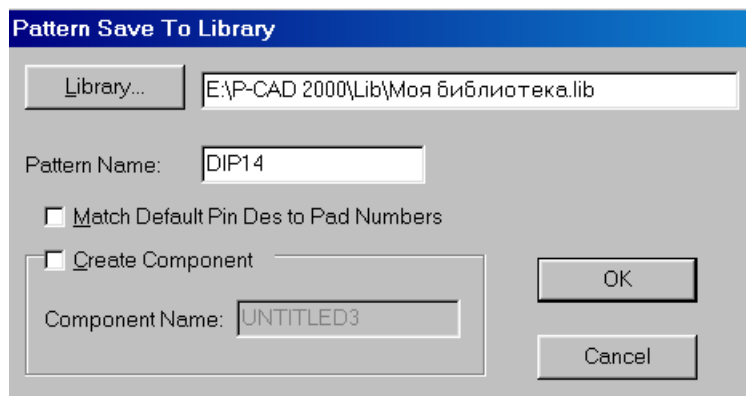 Pattern Save To Library
Library...
E:\P-CAD 2000\Lib\Моя библиотека.lib
Pattern Name:
DIP14
Match Default Pin Des to Pad Numbers
Create Component
OK
Component Name:
UNTITLED3
Cancel